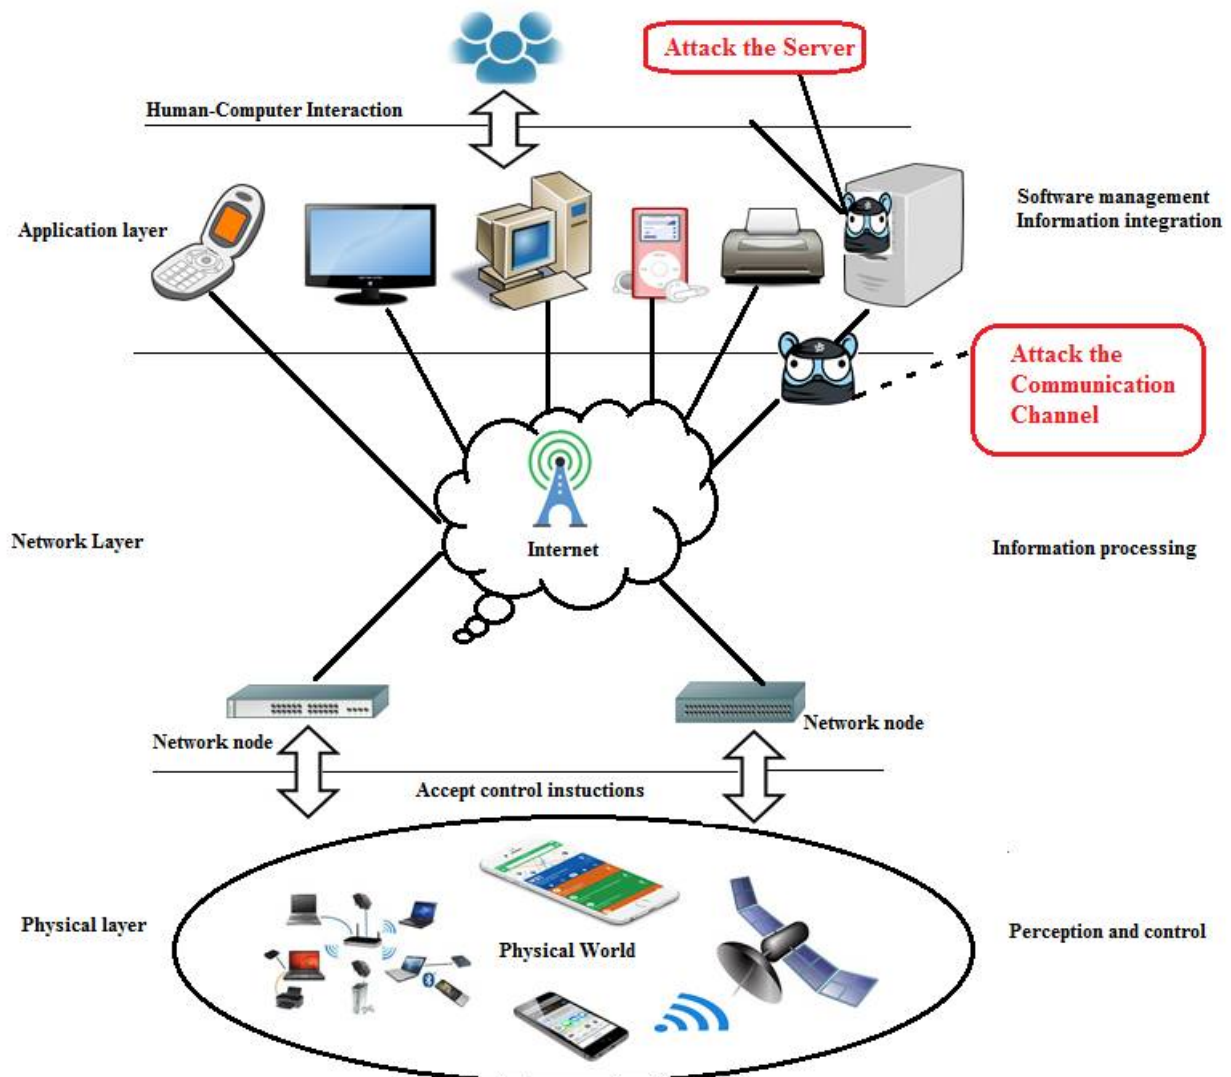 Attack the Server
Human-Computer Interaction
Application layer
Software management
Information integration
Attack the
Communication
Channel
Internet
Network Layer
Information processing
Network node
Network node
Accept control instuctions
Physical layer
Physical World
Perception and control